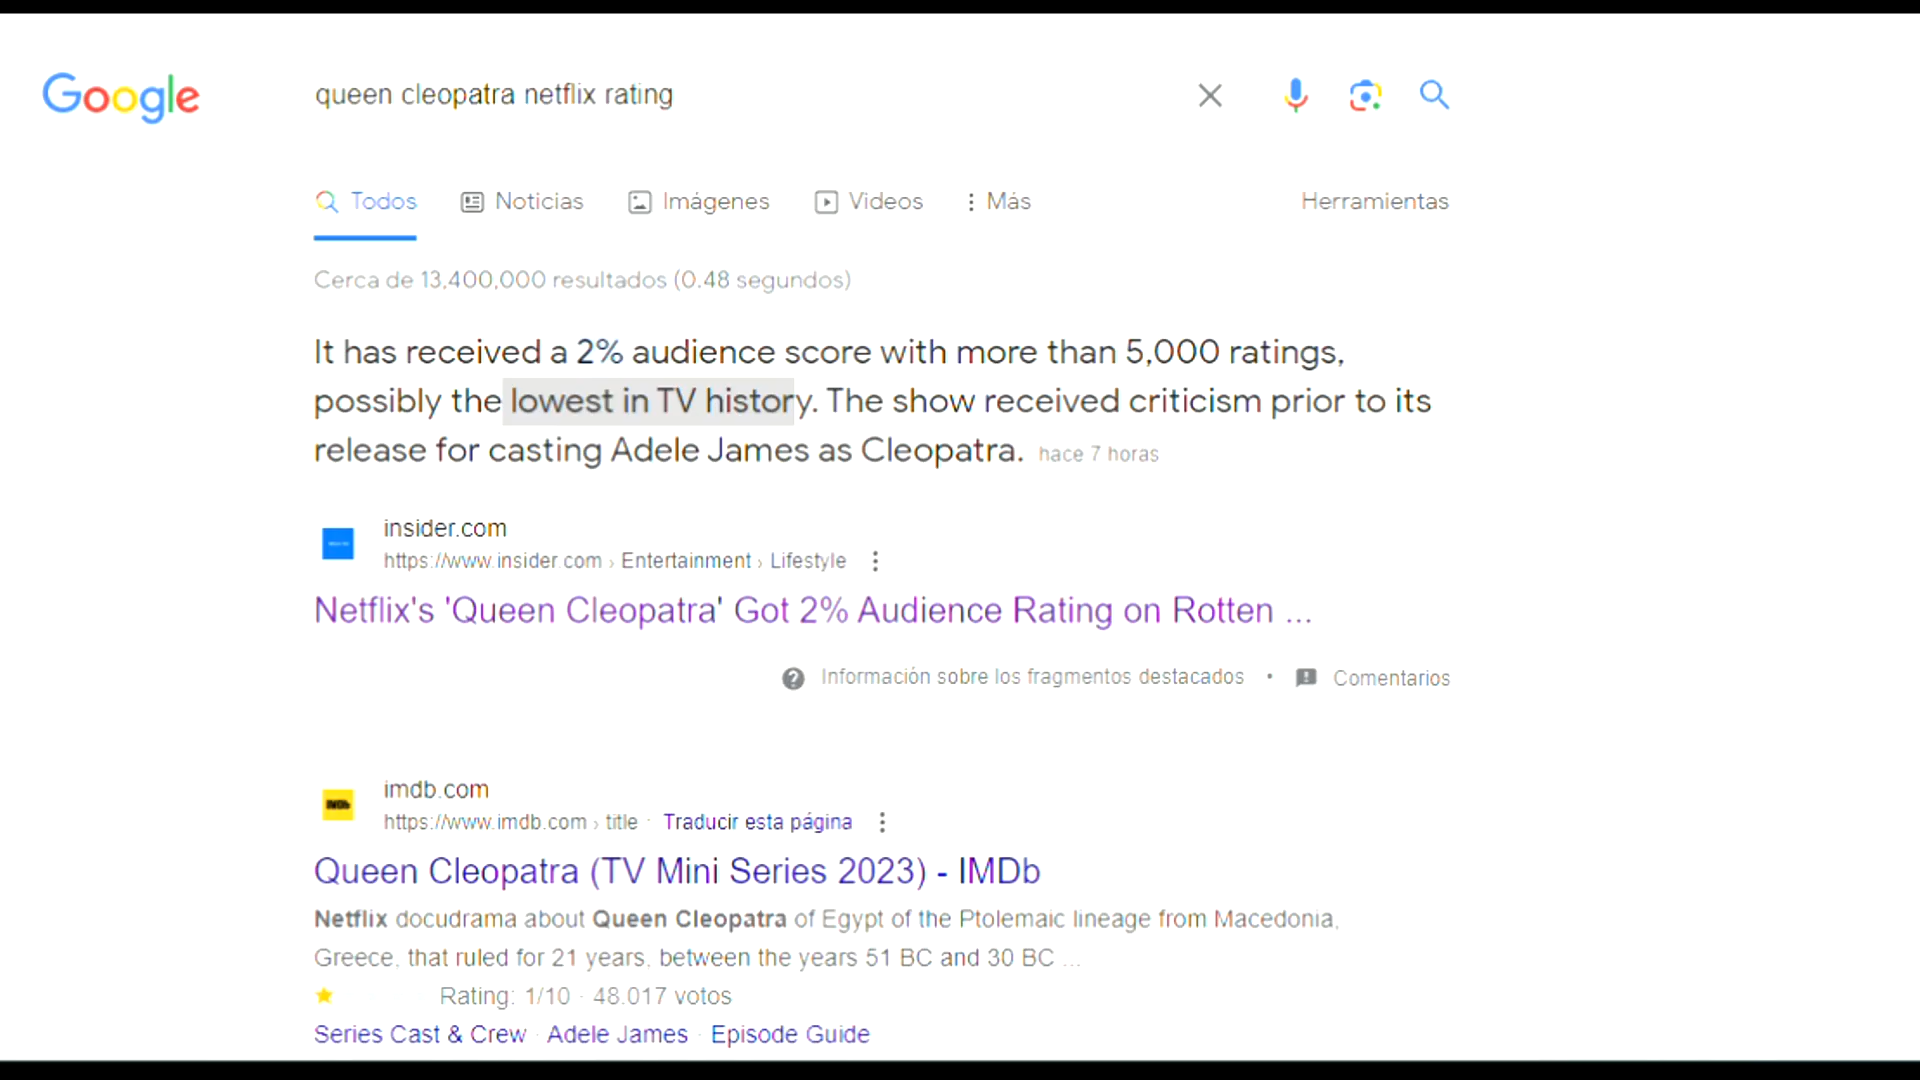 Google
queen cleopatra netflix rating
Todos Noticias Imágenes Videos Más Herramientas
Cerca de 13,400,000 resultados (0.48 segundos)
It has received a 2% audience score with more than 5,000 ratings,
possibly the lowest in TV history. The show received criticism prior to its
release for casting Adele James as Cleopatra. hace 7 horas
insider.com
https://www.insider.com › Entertainment › Lifestyle
Netflix's 'Queen Cleopatra' Got 2% Audience Rating on Rotten ...
Información sobre los fragmentos destacados • Comentarios
imdb.com
IMDb
https://www.imdb.com › title · Traducir esta página
Queen Cleopatra (TV Mini Series 2023) - IMDb
Netflix docudrama about Queen Cleopatra of Egypt of the Ptolemaic lineage from Macedonia,
Greece, that ruled for 21 years, between the years 51 BC and 30 BC ...
Rating: 1/10 · 48.017 votos
Series Cast & Crew · Adele James · Episode Guide